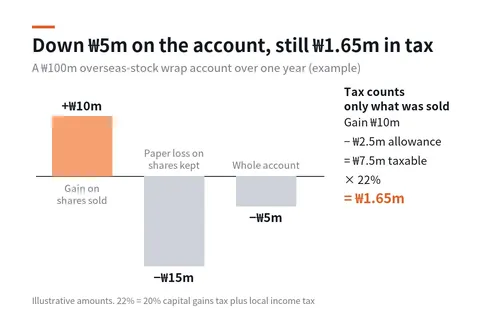 Down ₩5m on the account, still ₩1.65m in tax
A ₩100m overseas-stock wrap account over one year (example)
+₩10m
Gain on
shares sold
Paper loss on
shares kept
−₩15m
Whole account
−₩5m
Tax counts
only what was sold
Gain ₩10m
− ₩2.5m allowance
= ₩7.5m taxable
× 22%
= ₩1.65m
Illustrative amounts. 22% = 20% capital gains tax plus local income tax